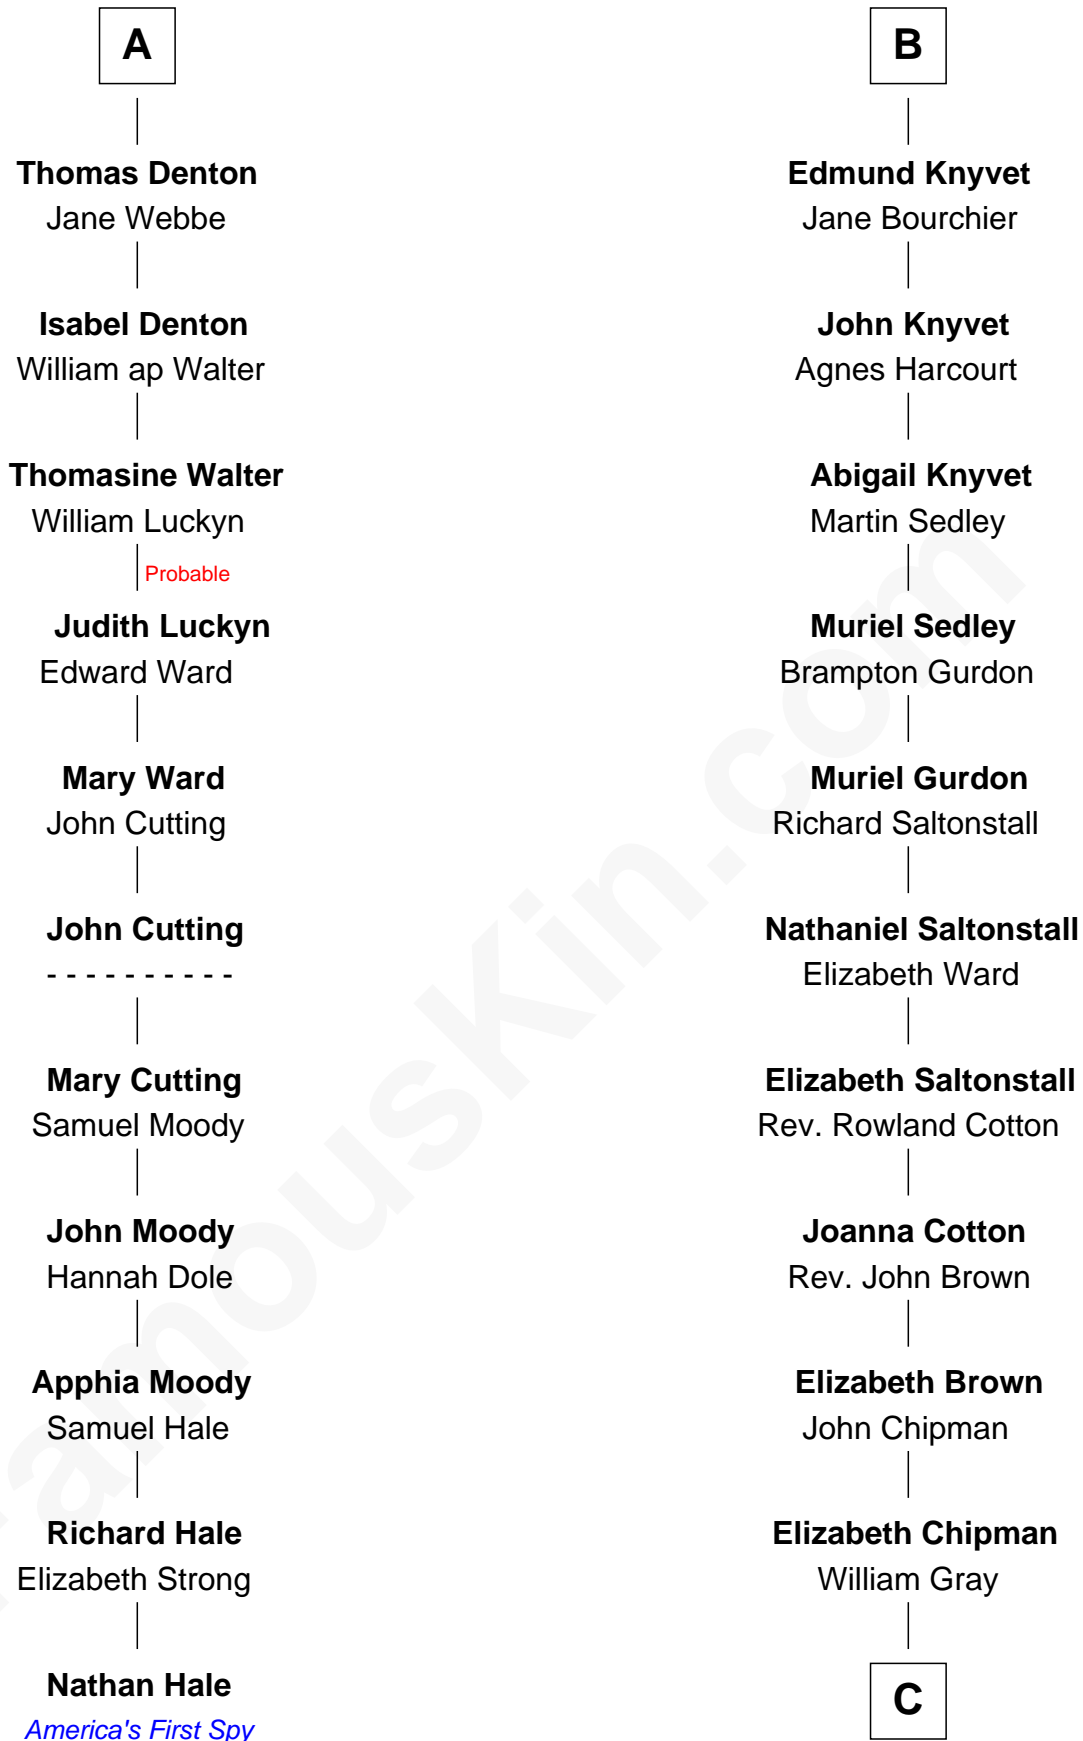 A
Thomas Denton
Jane Webbe
Isabel Denton
William ap Walter
Thomasine Walter
William Luckyn
Probable
Judith Luckyn
Edward Ward
Mary Ward
John Cutting
John Cutting
- - - - - - - - - -
Mary Cutting
Samuel Moody
John Moody
Hannah Dole
Apphia Moody
Samuel Hale
Richard Hale
Elizabeth Strong
Nathan Hale
America's First Spy
B
Edmund Knyvet
Jane Bourchier
John Knyvet
Agnes Harcourt
Abigail Knyvet
Martin Sedley
Muriel Sedley
Brampton Gurdon
Muriel Gurdon
Richard Saltonstall
Nathaniel Saltonstall
Elizabeth Ward
Elizabeth Saltonstall
Rev. Rowland Cotton
Joanna Cotton
Rev. John Brown
Elizabeth Brown
John Chipman
Elizabeth Chipman
William Gray
C
FamousKin.com